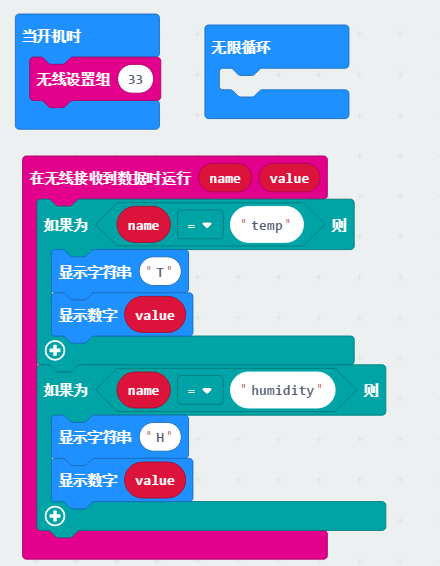 当开机时
无线设置组 33
无限循环
在无线接收到数据时运行 name value
如果为 name = "temp" 则
显示字符串 "T"
显示数字 value
如果为 name = "humidity" 则
显示字符串 "H"
显示数字 value